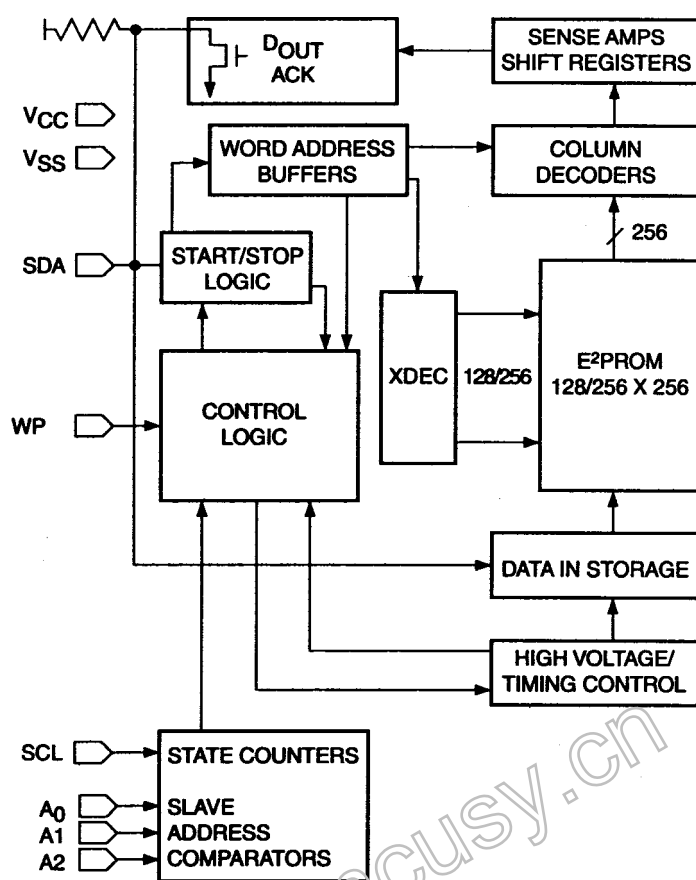 DOUT
ACK
SENSE AMPS
SHIFT REGISTERS
VCC
VSS
WORD ADDRESS
BUFFERS
COLUMN
DECODERS
256
SDA
START/STOP
LOGIC
XDEC
128/256
E²PROM
128/256 X 256
WP
CONTROL
LOGIC
DATA IN STORAGE
HIGH VOLTAGE/
TIMING CONTROL
SCL
STATE COUNTERS
A0
SLAVE
A1
ADDRESS
A2
COMPARATORS